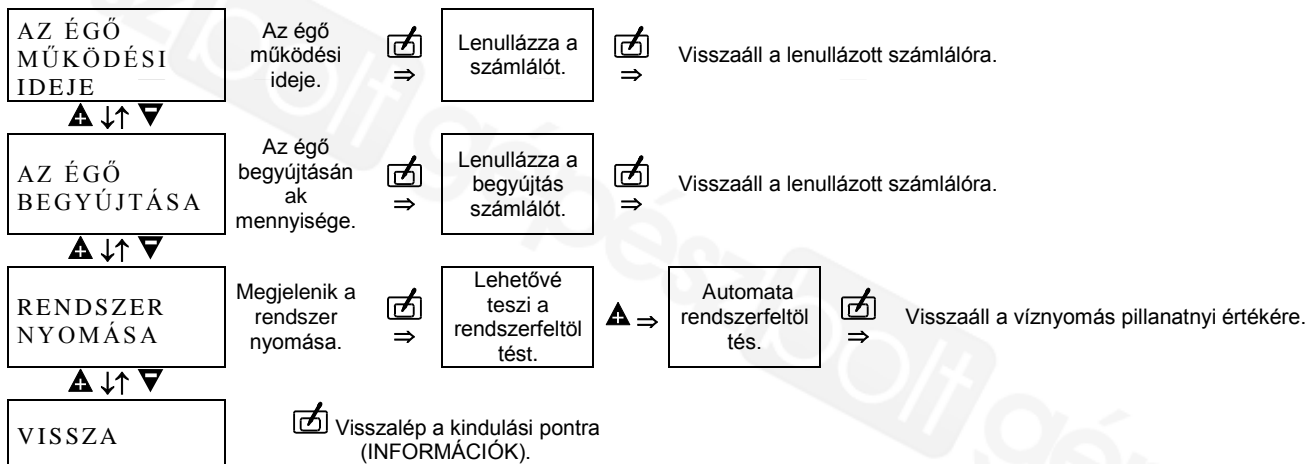 AZ ÉGŐ
MŰKÖDÉSI
IDEJE
Az égő
működési
ideje.
⇒
Lenullázza a
számlálót.
⇒
Visszaáll a lenullázott számlálóra.
+ ↓↑ −
AZ ÉGŐ
BEGYÚJTÁSA
Az égő
begyújtásán
ak
mennyisége.
⇒
Lenullázza a
begyújtás
számlálót.
⇒
Visszaáll a lenullázott számlálóra.
+ ↓↑ −
RENDSZER
NYOMÁSA
Megjelenik a
rendszer
nyomása.
⇒
Lehetővé
teszi a
rendszerfeltöl
tést.
+ ⇒
Automata
rendszerfeltöl
tés.
⇒
Visszaáll a víznyomás pillanatnyi értékére.
+ ↓↑ −
VISSZA
Visszalép a kindulási pontra
(INFORMÁCIÓK).